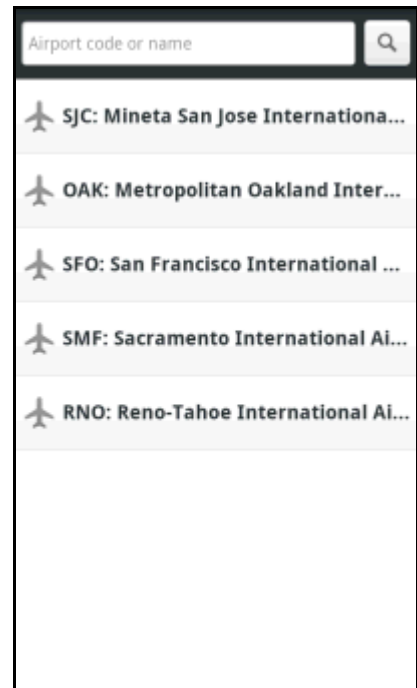 Airport code or name
SJC: Mineta San Jose Internationa...
OAK: Metropolitan Oakland Inter...
SFO: San Francisco International ...
SMF: Sacramento International Ai...
RNO: Reno-Tahoe International Ai...